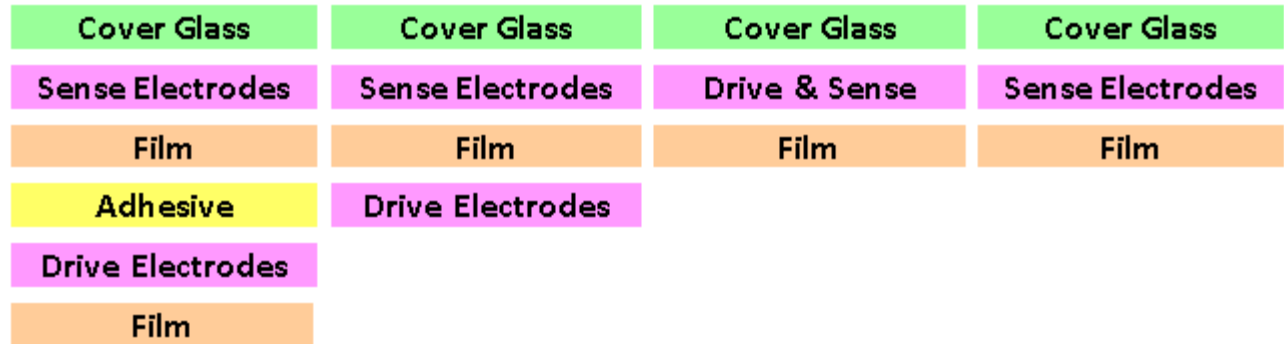 Cover Glass
Cover Glass
Cover Glass
Cover Glass
Sense Electrodes
Sense Electrodes
Drive & Sense
Sense Electrodes
Film
Film
Film
Film
Adhesive
Drive Electrodes
Drive Electrodes
Film